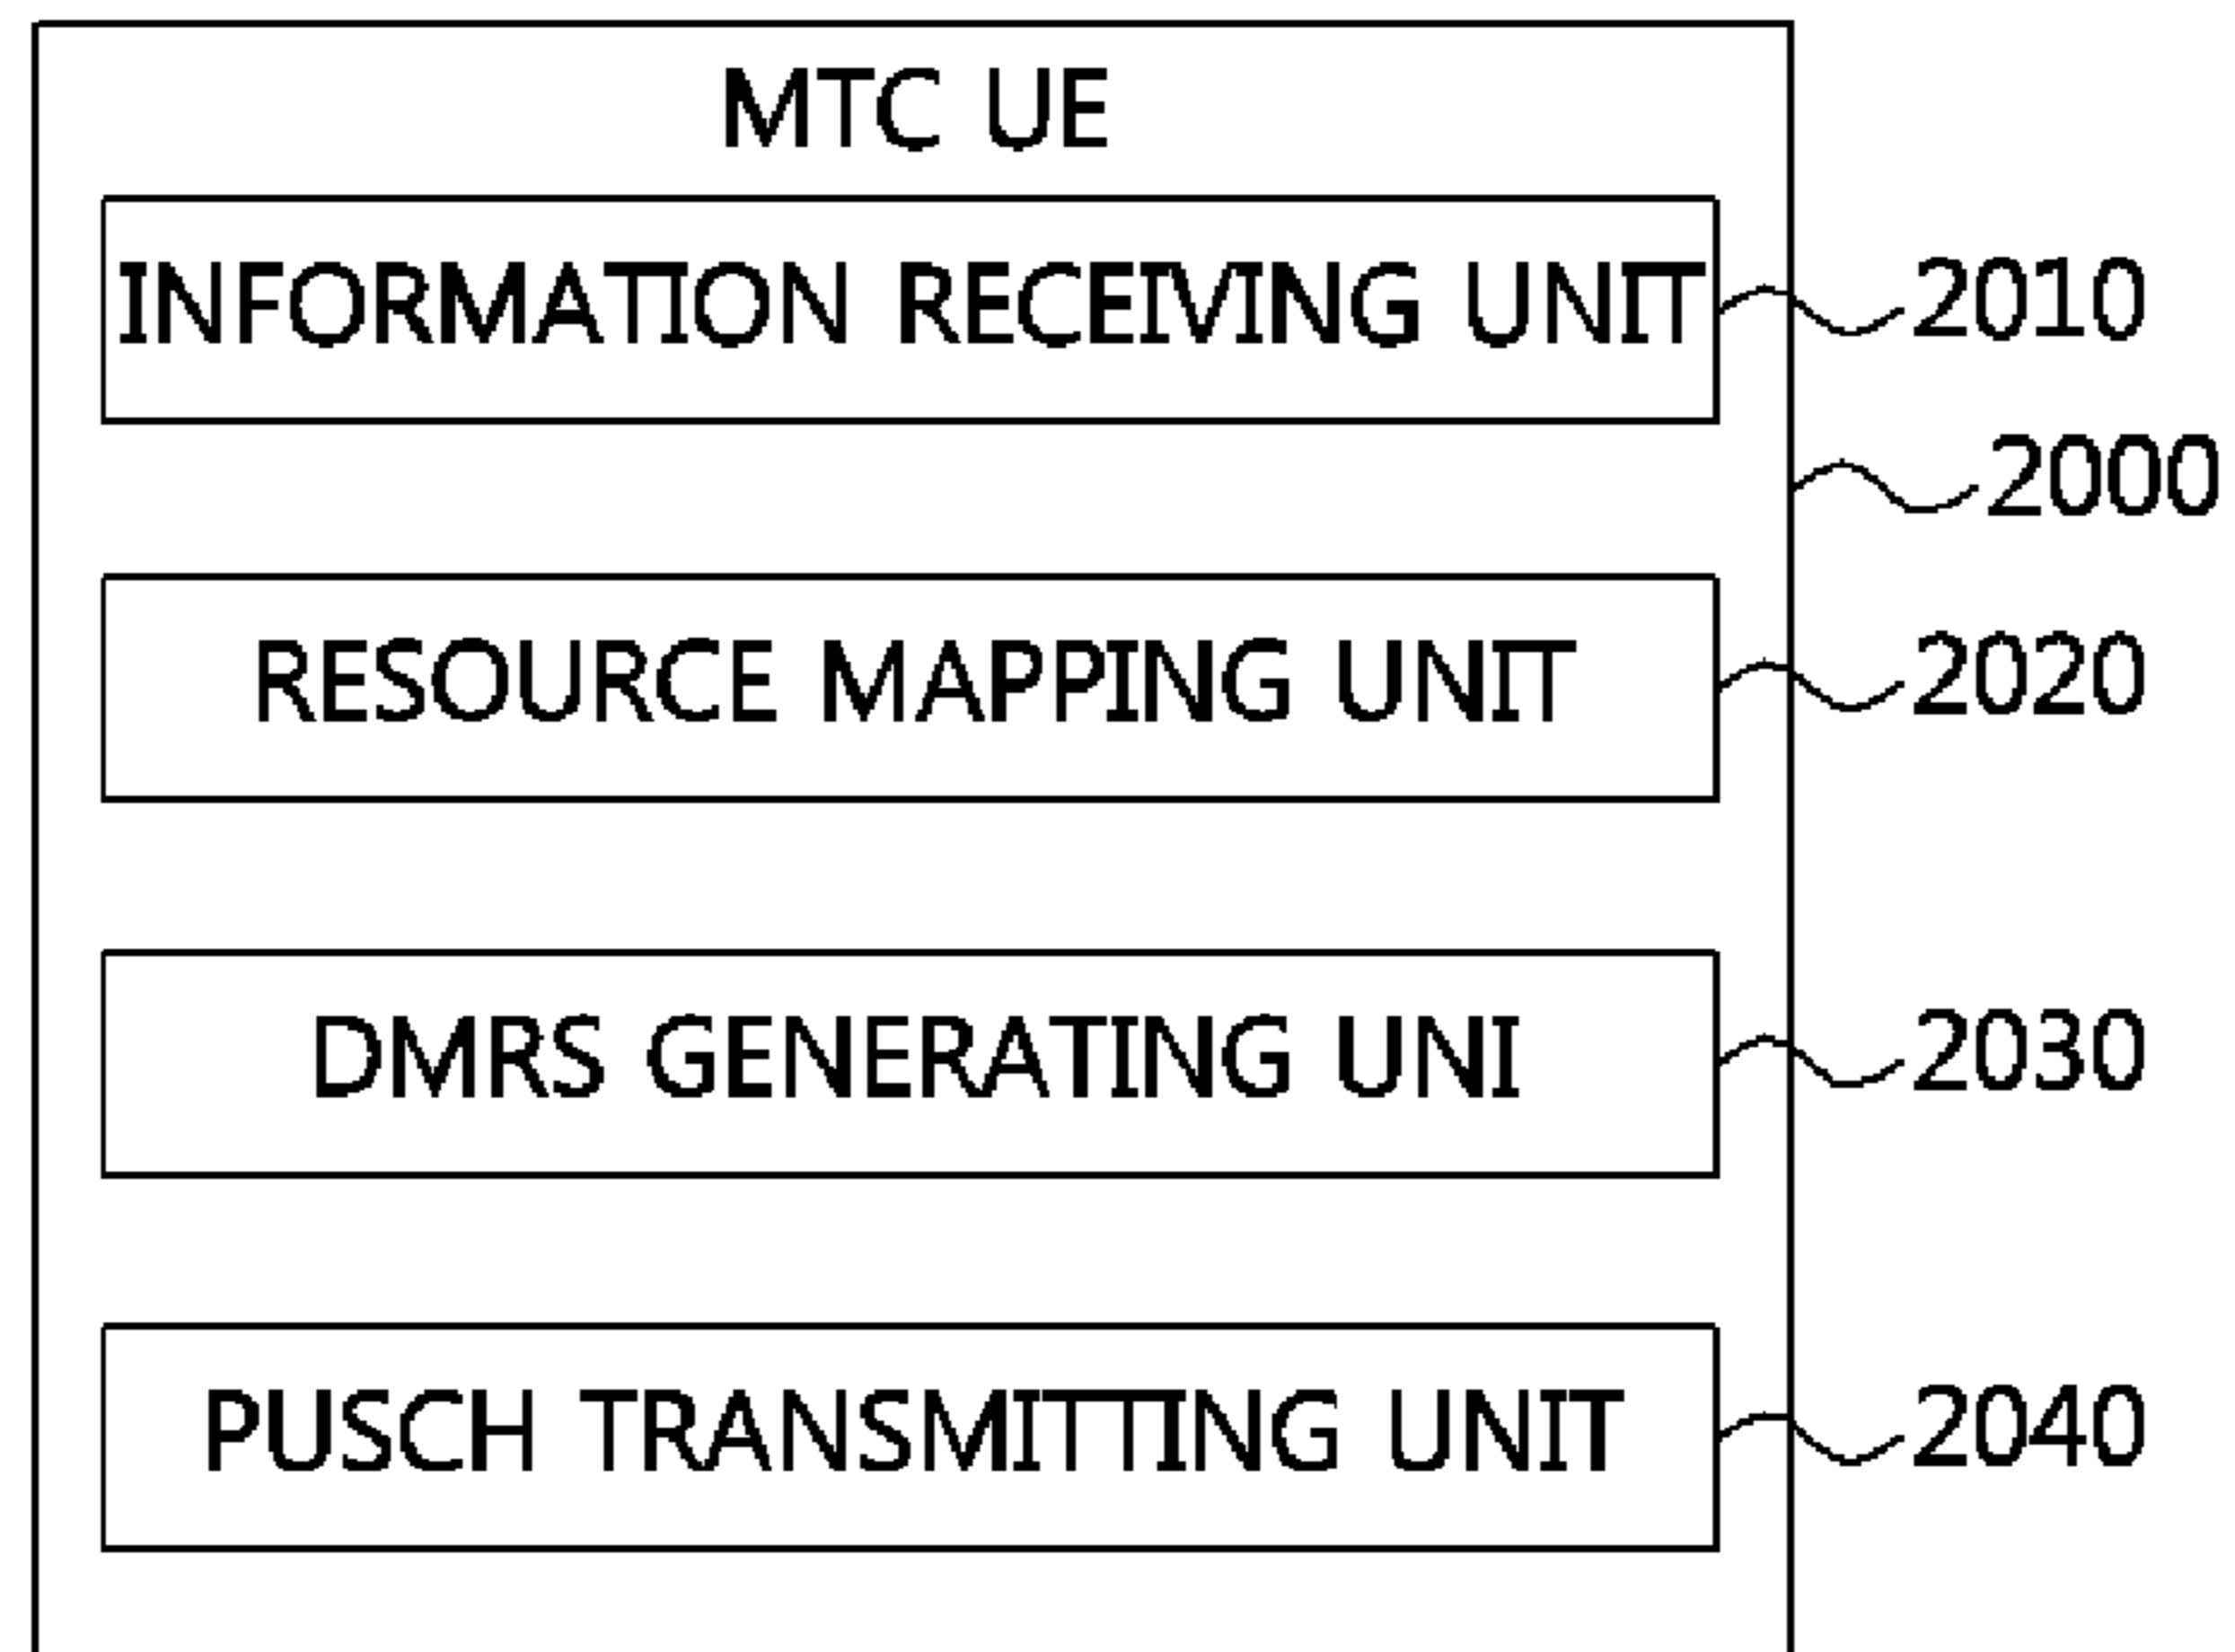 MTC UE
INFORMATION RECEIVING UNIT 2010
2000
RESOURCE MAPPING UNIT 2020
DMRS GENERATING UNI 2030
PUSCH TRANSMITTING UNIT 2040